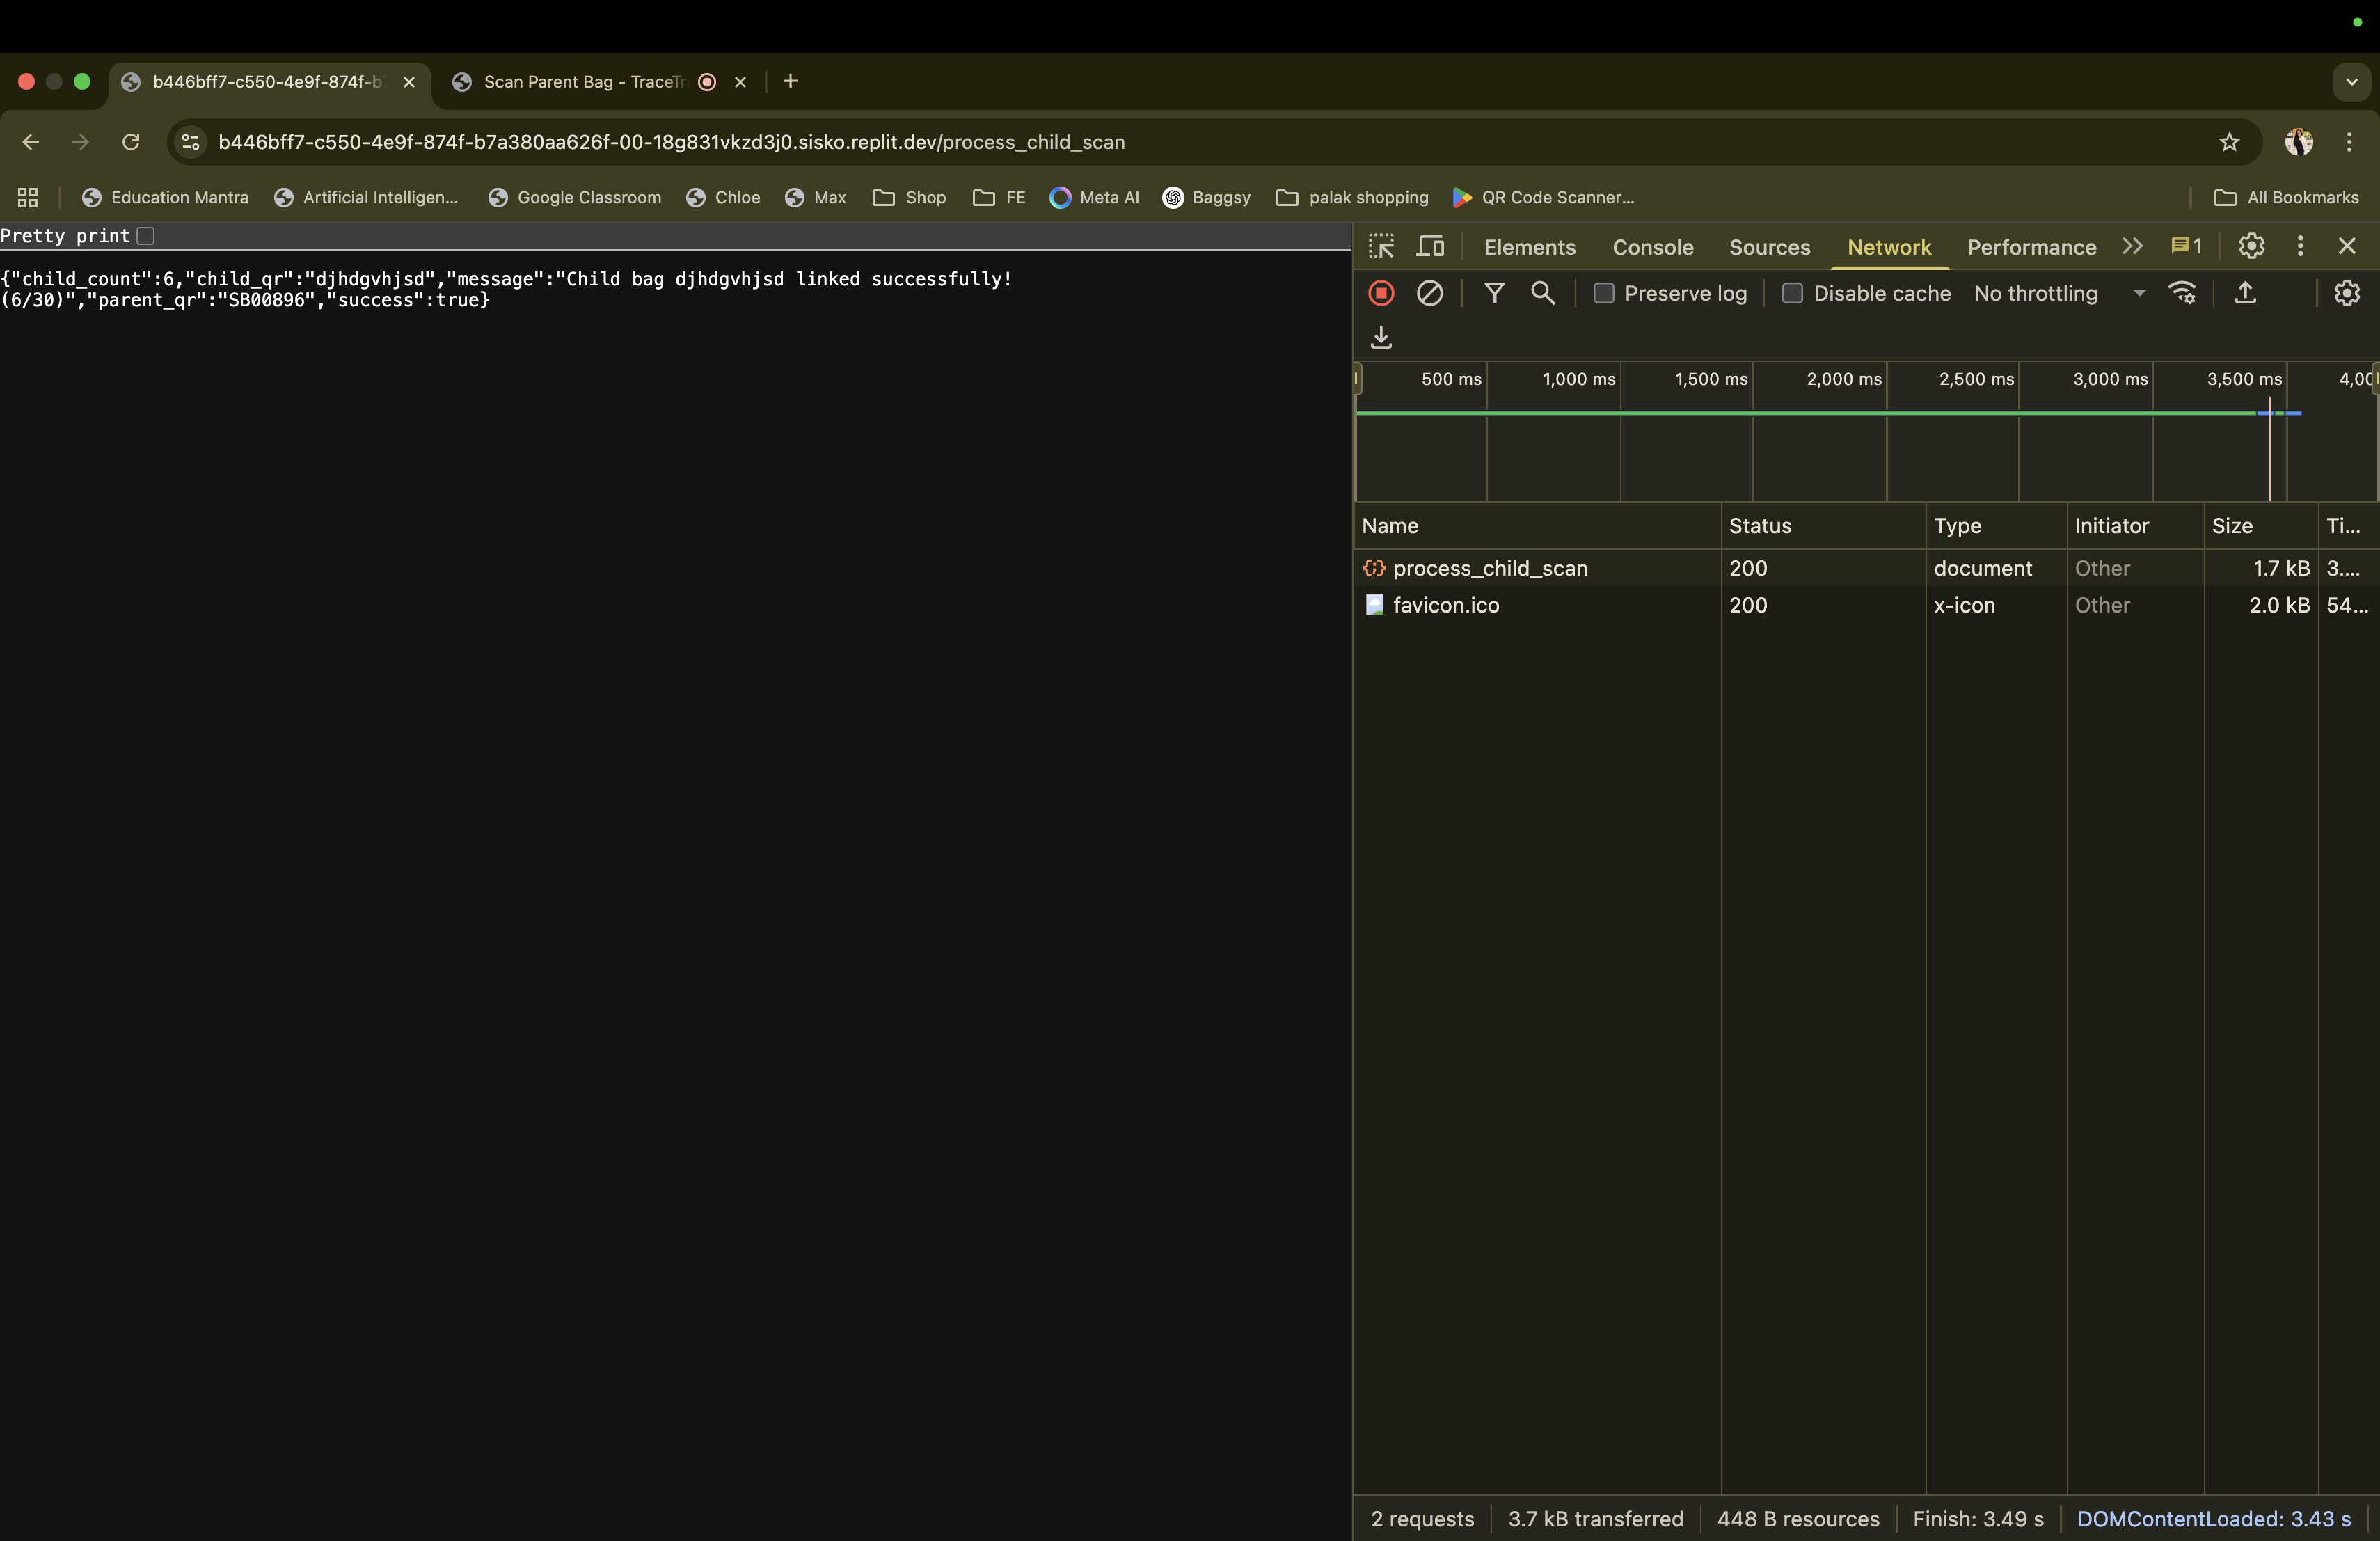 b446bff7-c550-4e9f-874f-b
Scan Parent Bag - TraceTr
b446bff7-c550-4e9f-874f-b7a380aa626f-00-18g831vkzd3j0.sisko.replit.dev/process_child_scan
Education Mantra Artificial Intelligen... Google Classroom Chloe Max Shop FE Meta AI Baggsy palak shopping QR Code Scanner... All Bookmarks
Pretty print
{"child_count":6,"child_qr":"djhdgvhjsd","message":"Child bag djhdgvhjsd linked successfully!
(6/30)","parent_qr":"SB00896","success":true}
Elements Console Sources Network Performance 1
Preserve log Disable cache No throttling
500 ms 1,000 ms 1,500 ms 2,000 ms 2,500 ms 3,000 ms 3,500 ms 4,00
Name Status Type Initiator Size Ti...
process_child_scan 200 document Other 1.7 kB 3....
favicon.ico 200 x-icon Other 2.0 kB 54...
2 requests 3.7 kB transferred 448 B resources Finish: 3.49 s DOMContentLoaded: 3.43 s